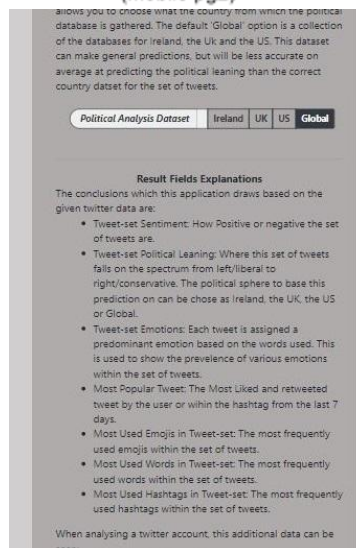 (mobile pg2)
allows you to choose what the country from which the political
database is gathered. The default 'Global' option is a collection
of the databases for Ireland, the Uk and the US. This dataset
can make general predictions, but will be less accurate on
average at predicting the political leaning than the correct
country datset for the set of tweets.
Political Analysis Dataset Ireland UK US Global
Result Fields Explanations
The conclusions which this application draws based on the
given twitter data are:
• Tweet-set Sentiment: How Positive or negative the set
of tweets are.
• Tweet-set Political Leaning: Where this set of tweets
falls on the spectrum from left/liberal to
right/conservative. The political sphere to base this
prediction on can be chose as Ireland, the UK, the US
or Global.
• Tweet-set Emotions: Each tweet is assigned a
predominant emotion based on the words used. This
is used to show the prevelence of various emotions
within the set of tweets.
• Most Popular Tweet: The Most Liked and retweeted
tweet by the user or wihin the hashtag from the last 7
days.
• Most Used Emojis in Tweet-set: The most frequently
used emojis within the set of tweets.
• Most Used Words in Tweet-set: The most frequently
used words within the set of tweets.
• Most Used Hashtags in Tweet-set: The most frequently
used hashtags within the set of tweets.
When analysing a twitter account, this additional data can be